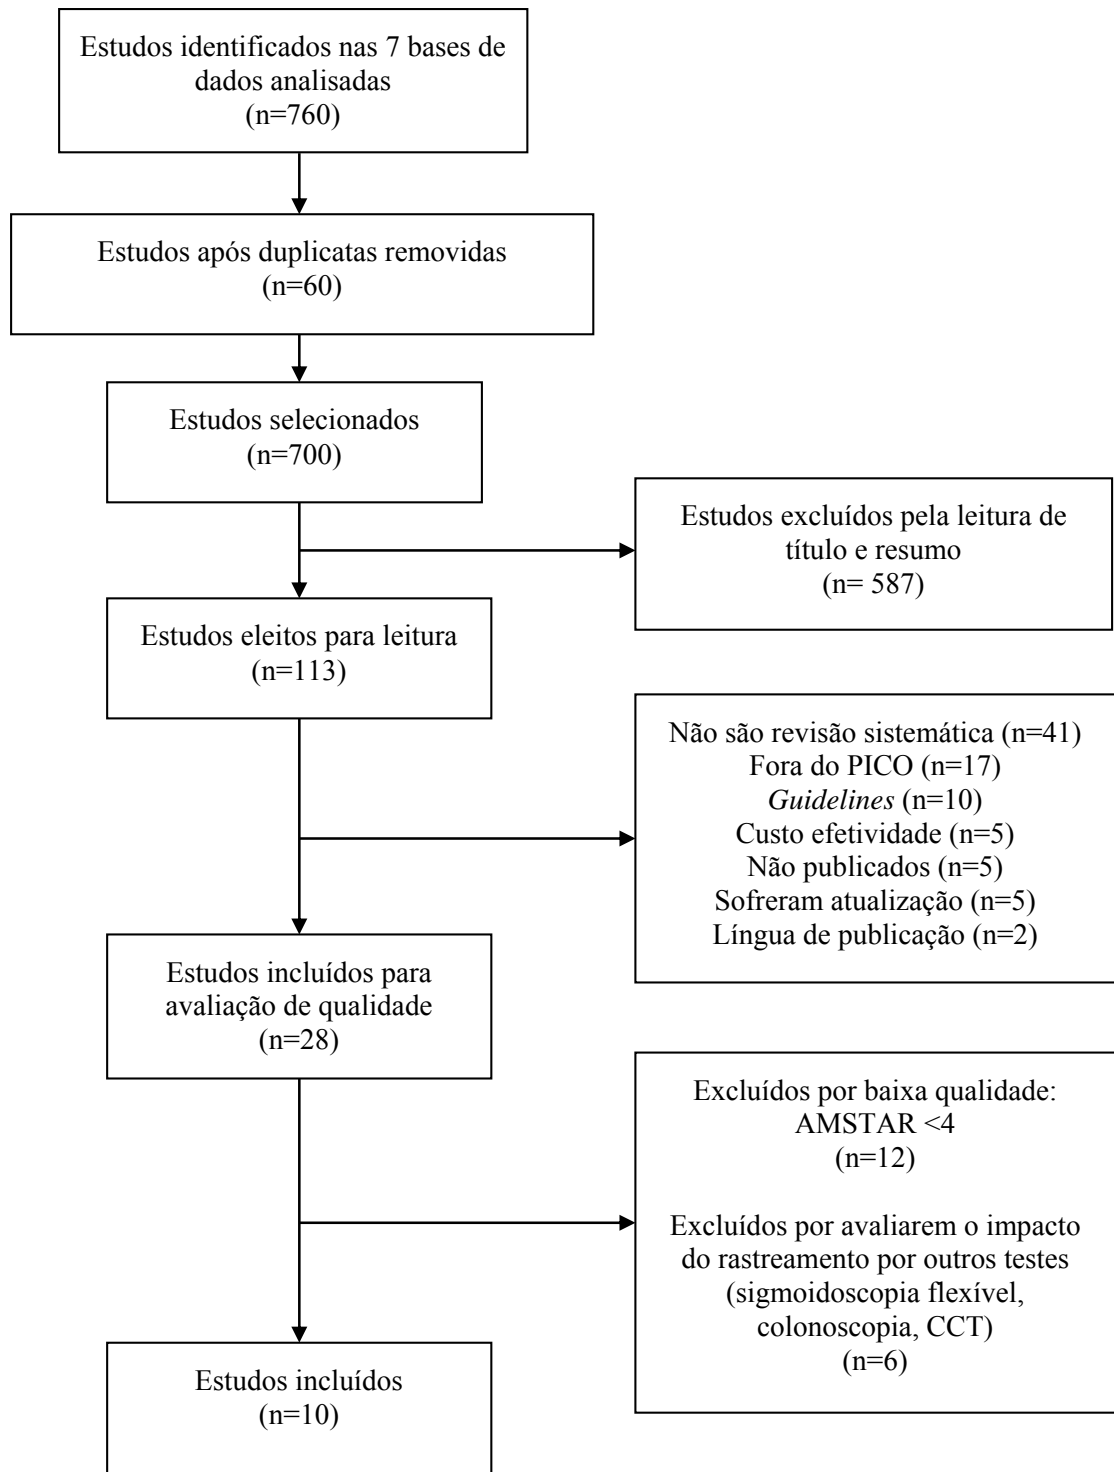 Estudos identificados nas 7 bases de
dados analisadas
(n=760)
Estudos após duplicatas removidas
(n=60)
Estudos selecionados
(n=700)
Estudos excluídos pela leitura de
título e resumo
(n= 587)
Estudos eleitos para leitura
(n=113)
Não são revisão sistemática (n=41)
Fora do PICO (n=17)
Guidelines (n=10)
Custo efetividade (n=5)
Não publicados (n=5)
Sofreram atualização (n=5)
Língua de publicação (n=2)
Estudos incluídos para
avaliação de qualidade
(n=28)
Excluídos por baixa qualidade:
AMSTAR <4
(n=12)
Excluídos por avaliarem o impacto
do rastreamento por outros testes
(sigmoidoscopia flexível,
colonoscopia, CCT)
(n=6)
Estudos incluídos
(n=10)